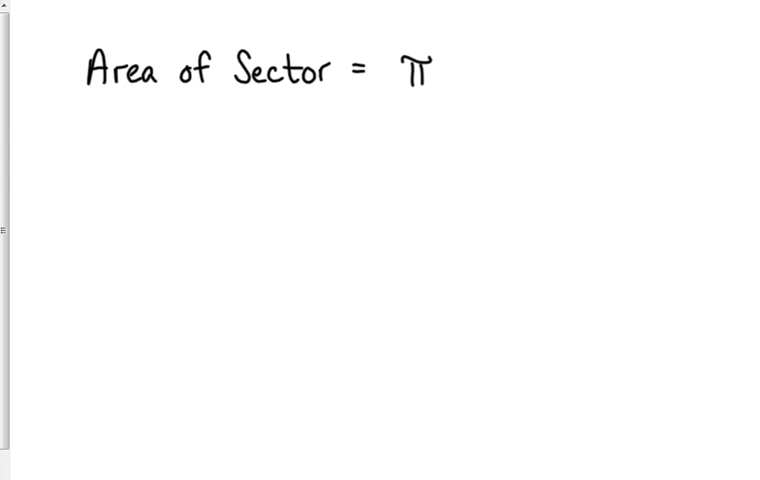 Area of Sector = π